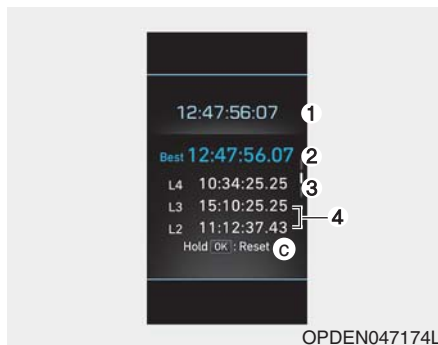 12:47:56:07 1
Best 12:47:56.07 2
L4 10:34:25.25 3
L3 15:10:25.25
4
L2 11:12:37.43
Hold OK : Reset C
OPDEN047174L